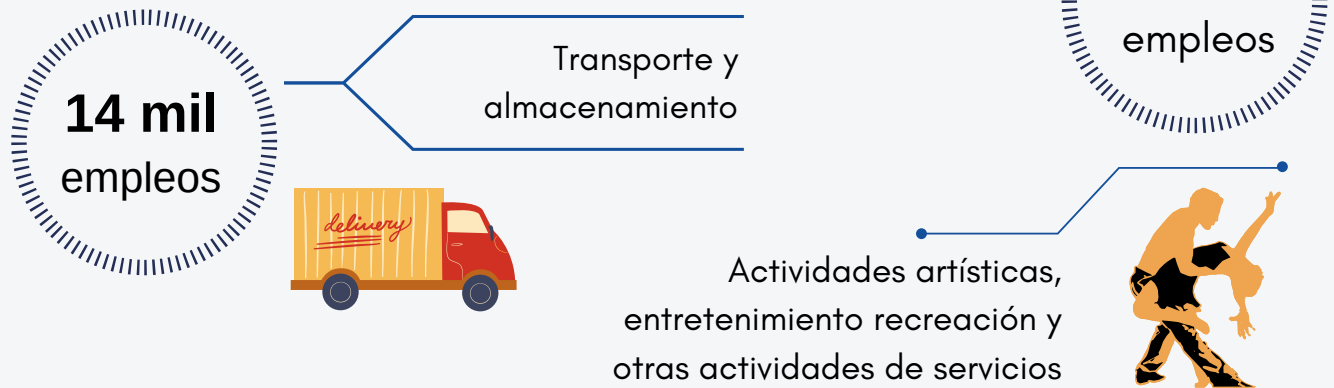 14 mil
empleos
Transporte y
almacenamiento
delivery
empleos
Actividades artísticas,
entretenimiento recreación y
otras actividades de servicios